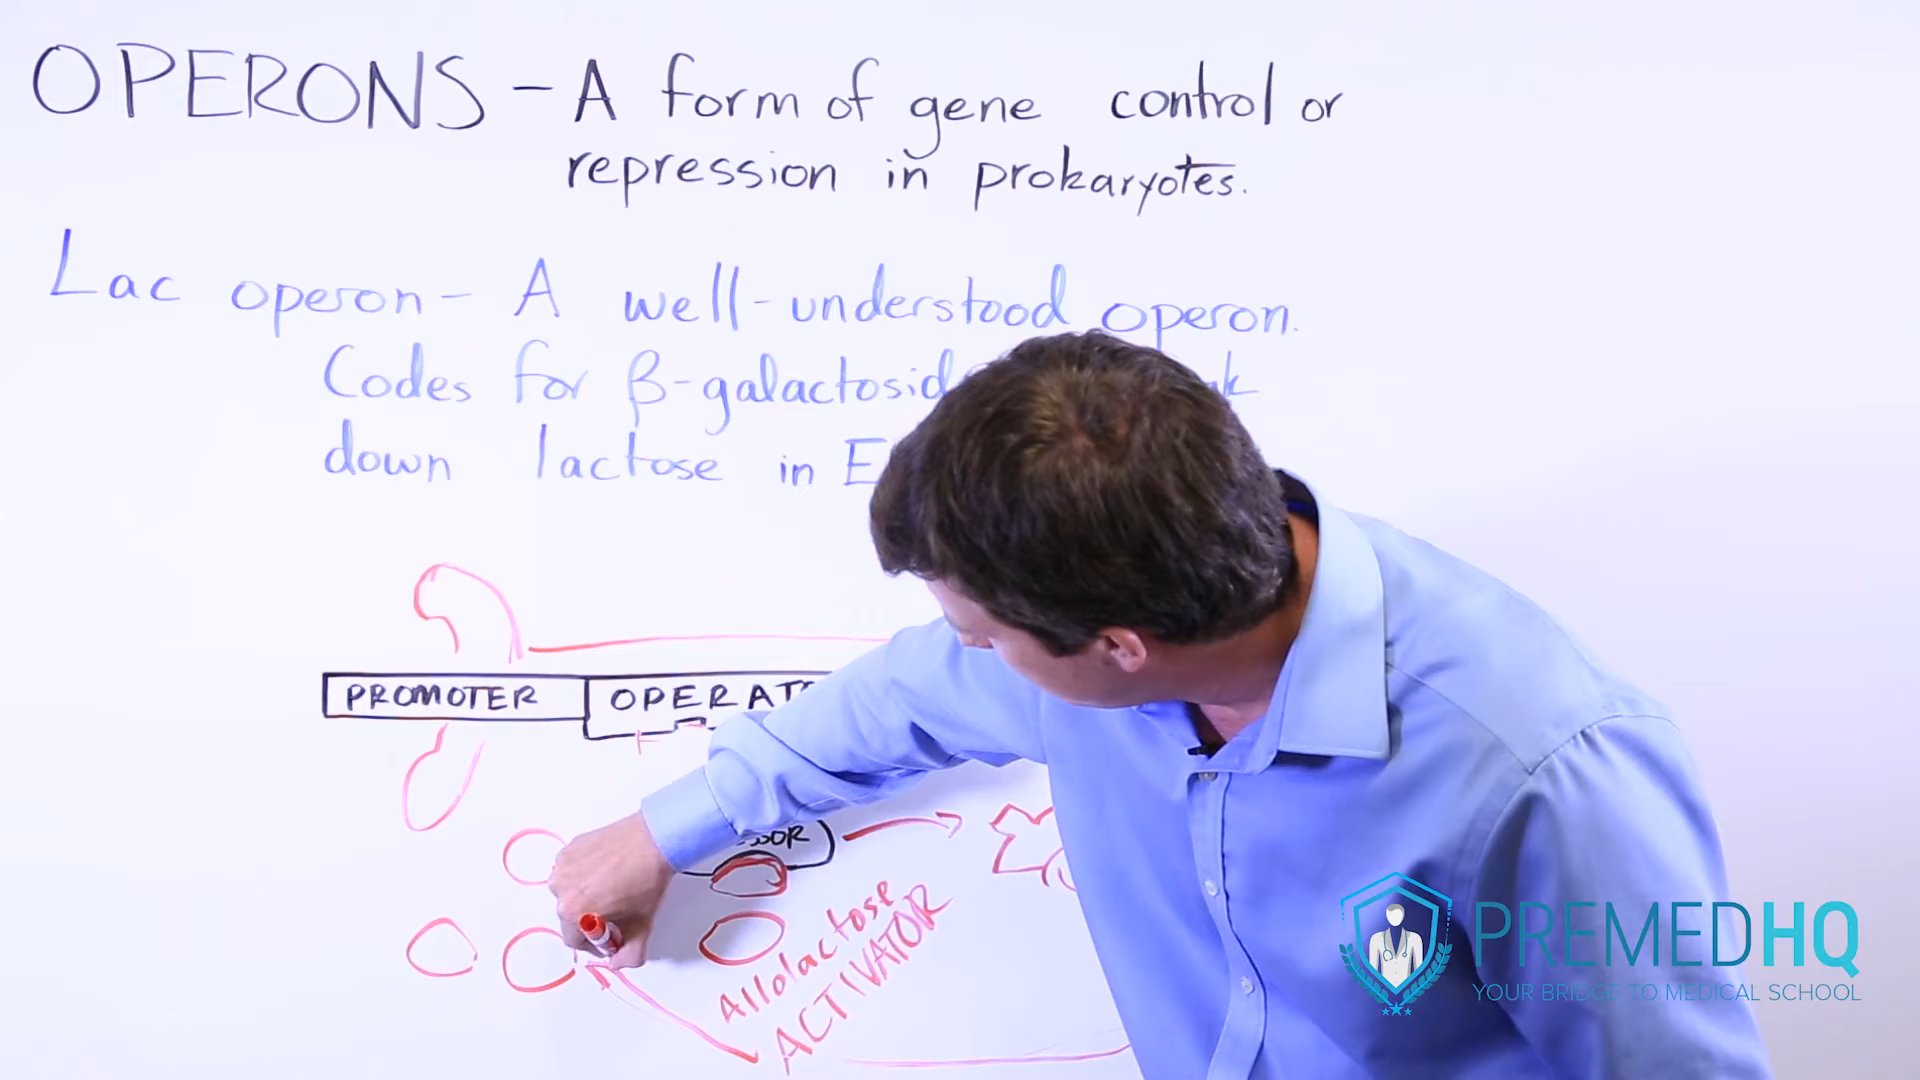 OPERONS - A form of gene control or
repression in prokaryotes.
Lac operon - A well-understood operon.
Codes for β-galactosid
down lactose in E
PROMOTER OPERAT
SSOR
Allolactose
ACTIVATOR
PREMEDHQ
YOUR BRIDGE TO MEDICAL SCHOOL